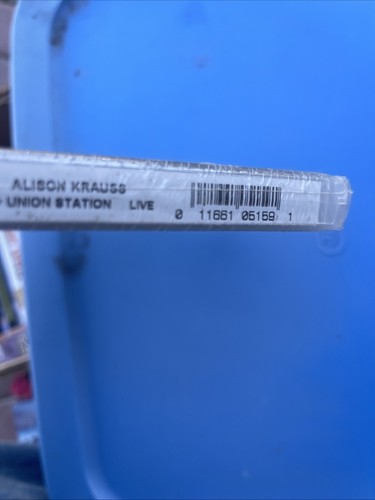 ALISON KRAUSS
+ UNION STATION LIVE
0 11661 05159 1